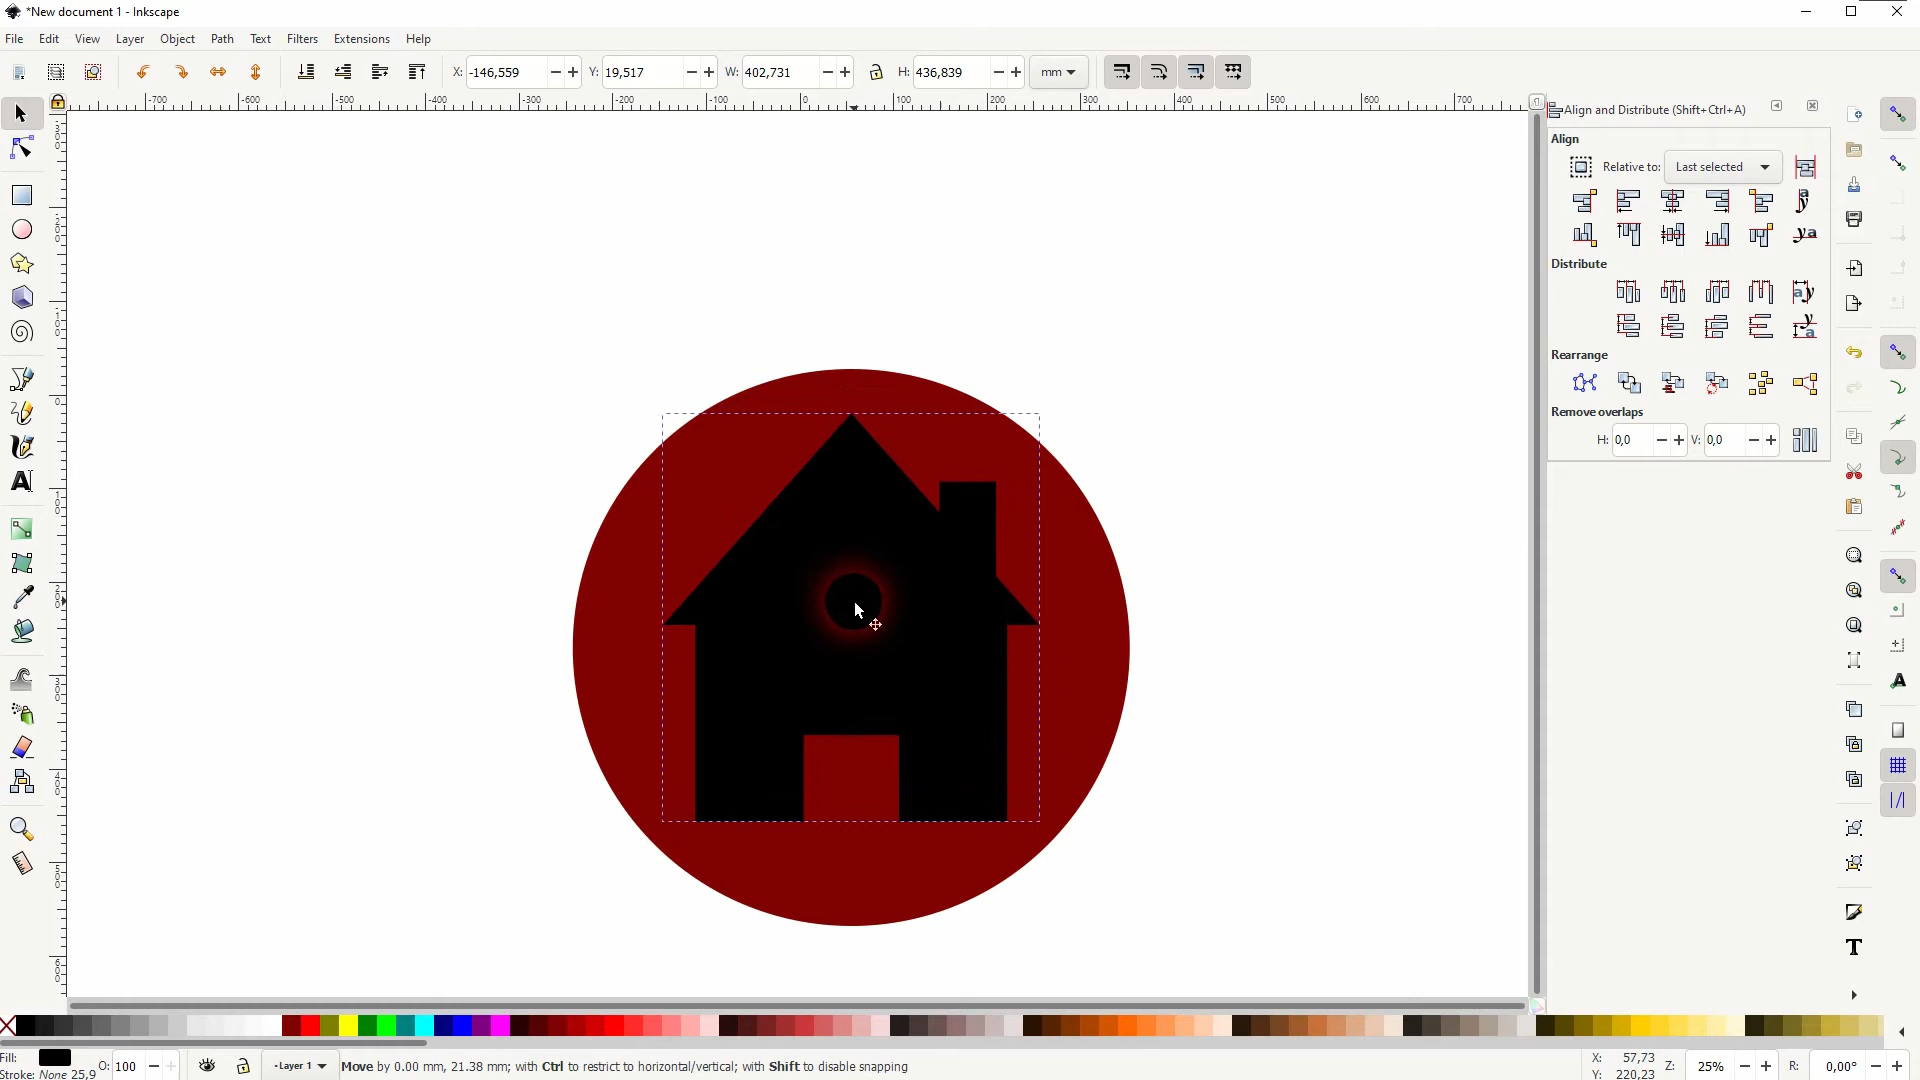 *New document 1 - Inkscape
File Edit View Layer Object Path Text Filters Extensions Help
X: -146,559 Y: 19,517 W: 402,731 H: 436,839 mm
-700 -600 -500 -400 -300 -200 -100 0 100 200 300 400 500 600 700
Align and Distribute (Shift+Ctrl+A)
Align
Relative to: Last selected
Distribute
Rearrange
Remove overlaps
H: 0,0 V: 0,0
Fill:
Stroke: None 25,9
O: 100
-Layer 1
Move by 0.00 mm, 21.38 mm; with Ctrl to restrict to horizontal/vertical; with Shift to disable snapping
X: 57,73
Y: 220,23
Z: 25%
R: 0,00°